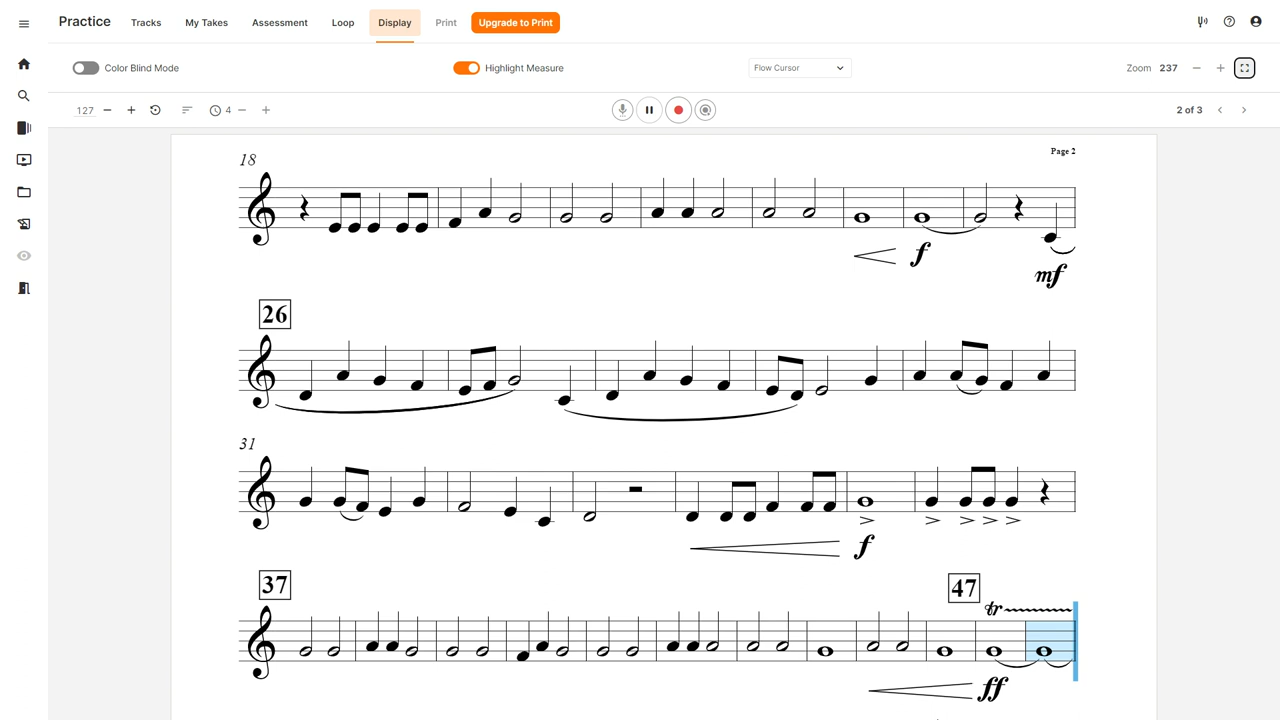 Practice Tracks My Takes Assessment Loop Display Print Upgrade to Print
Color Blind Mode Highlight Measure Flow Cursor Zoom 237
127 4 2 of 3
Page 2
18
f
mf
26
31
f
37 47
tr
ff